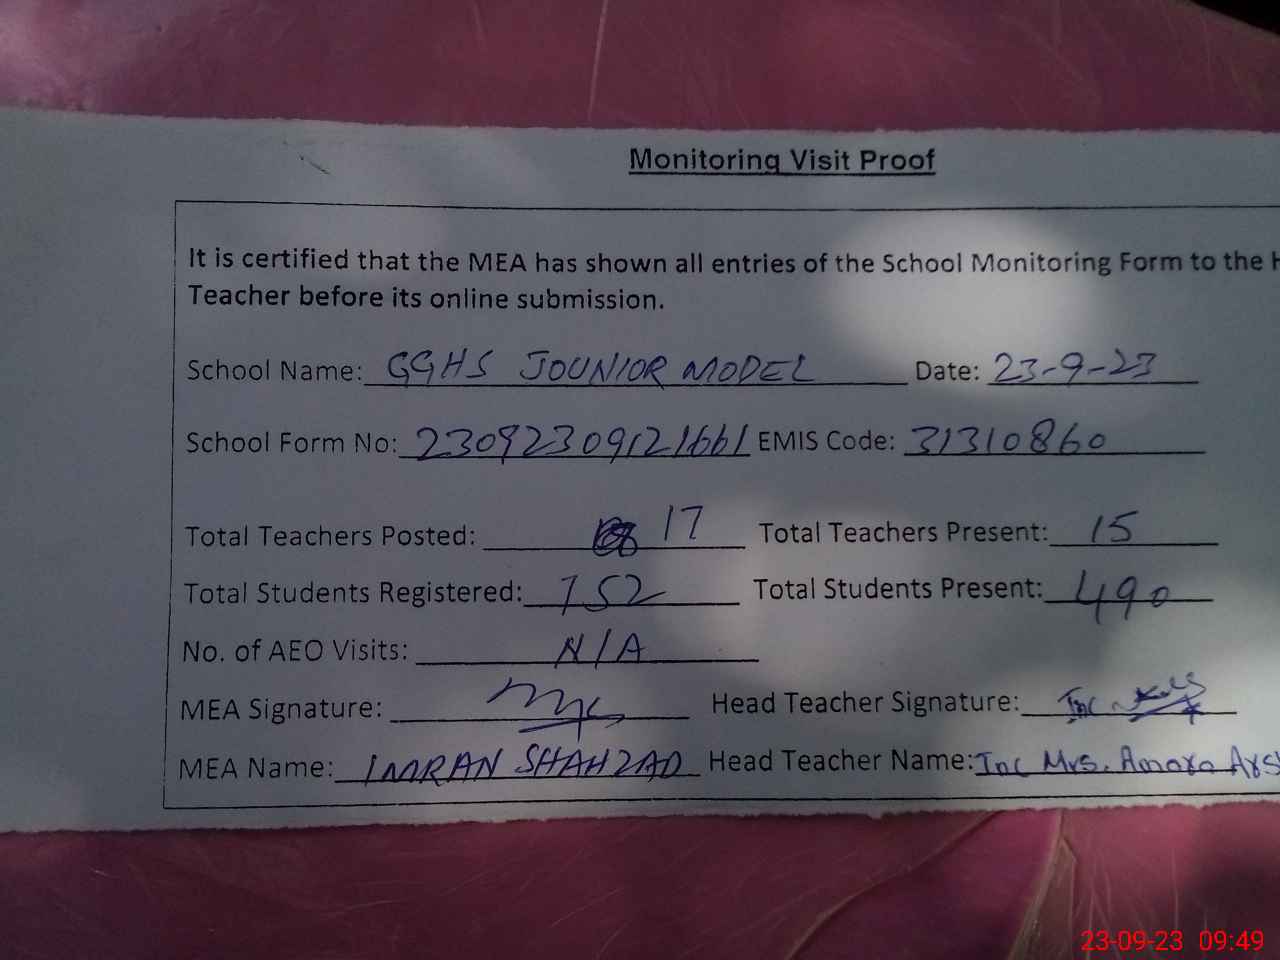 Monitoring Visit Proof
It is certified that the MEA has shown all entries of the School Monitoring Form to the H
Teacher before its online submission.
School Name: GGHS JOUNIOR MODEL Date: 23-9-23
School Form No: 23092309121661 EMIS Code: 31310860
Total Teachers Posted: 17 Total Teachers Present: 15
Total Students Registered: 752 Total Students Present: 490
No. of AEO Visits: N/A
MEA Signature: Head Teacher Signature: Inc
MEA Name: IMRAN SHAHZAD Head Teacher Name: Inc Mrs. Amara Ars
23-09-23 09:49